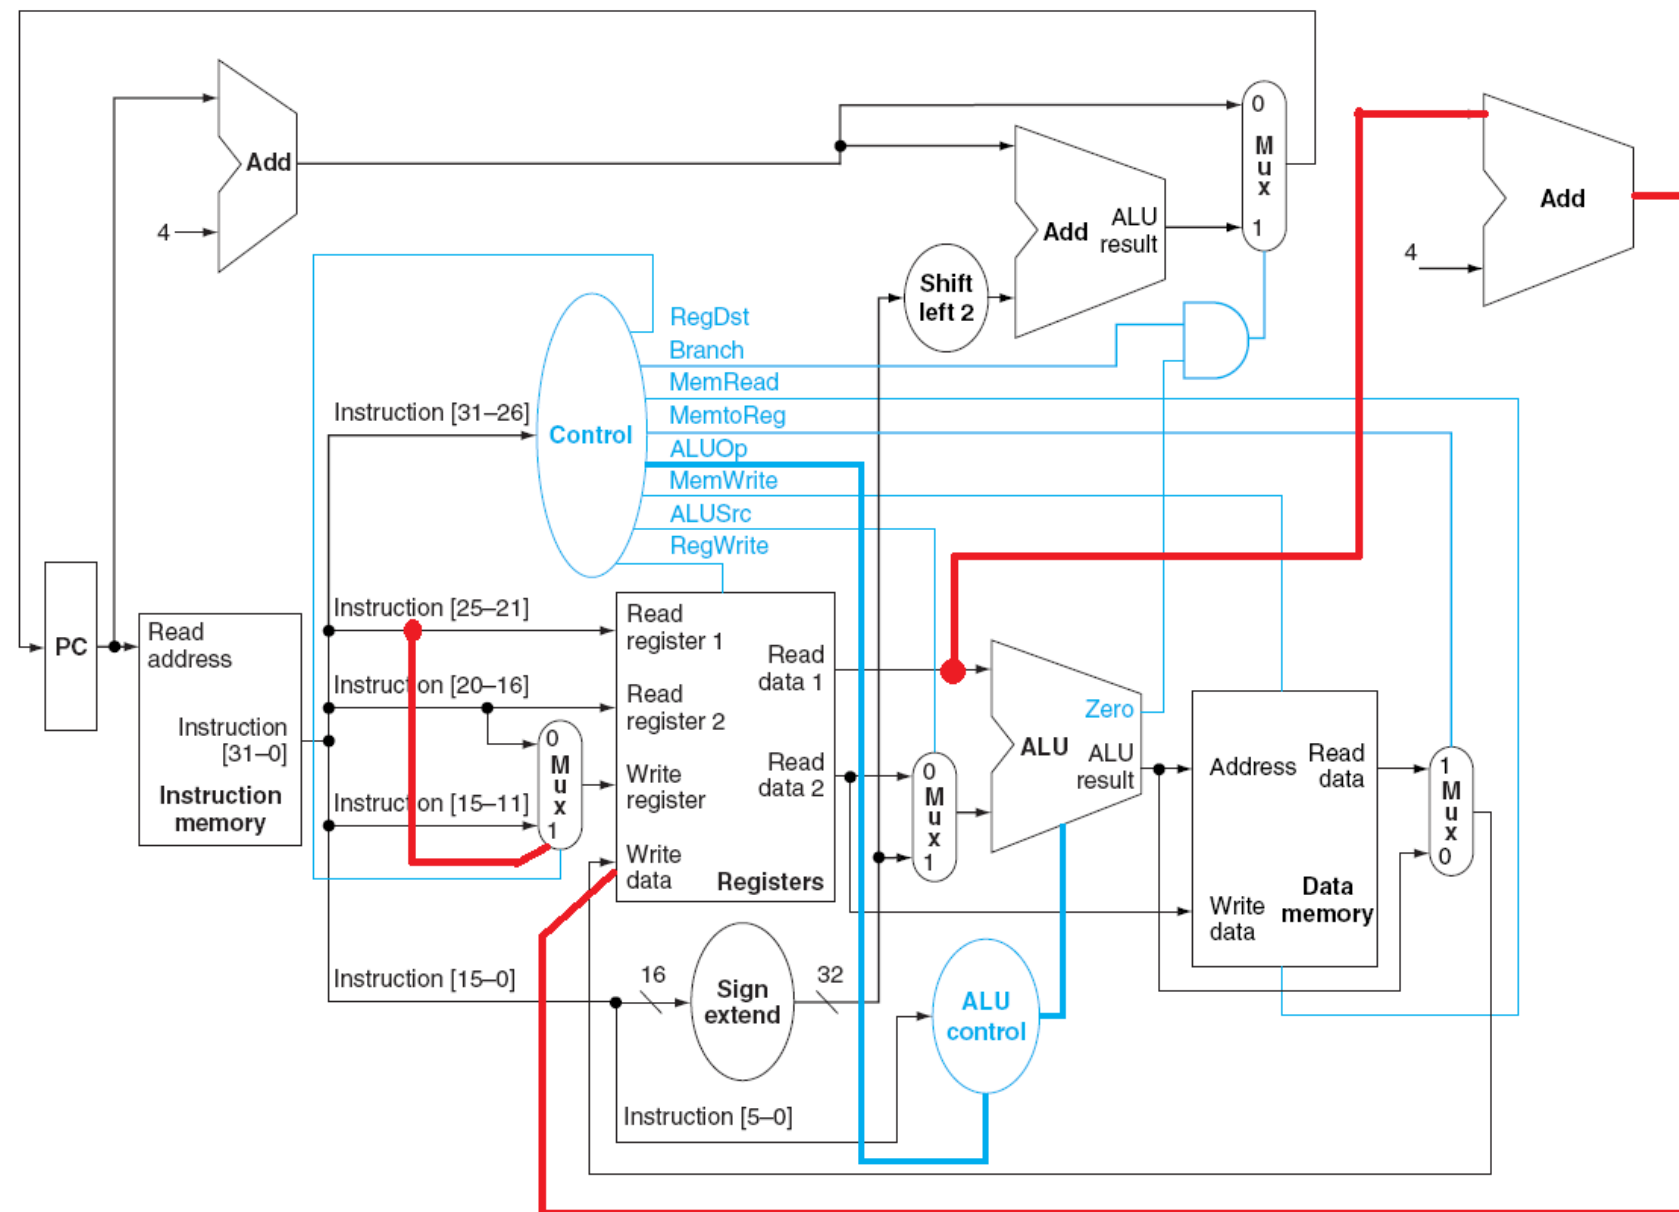 Add
4
0
M
u
x
1
Add
ALU
result
Shift
left 2
Add
4
RegDst
Branch
MemRead
MemtoReg
ALUOp
MemWrite
ALUSrc
RegWrite
Control
Instruction [31–26]
Instruction [25–21]
Instruction [20–16]
Instruction [15–11]
Instruction [15–0]
Instruction [5–0]
PC
Read
address
Instruction
[31–0]
Instruction
memory
0
M
u
x
1
Read
register 1
Read
register 2
Write
register
Write
data
Read
data 1
Read
data 2
Registers
16
Sign
extend
32
0
M
u
x
1
Zero
ALU
ALU
result
ALU
control
Address
Read
data
Write
data
Data
memory
1
M
u
x
0